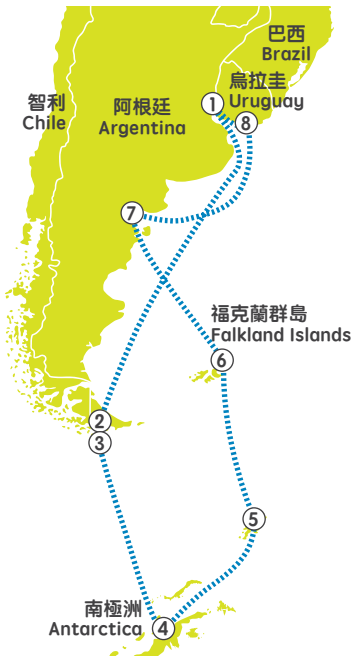 巴西
Brazil
烏拉圭
Uruguay
智利
Chile
阿根廷
Argentina
1
8
7
福克蘭群島
Falkland Islands
6
2
3
5
南極洲
Antarctica
4